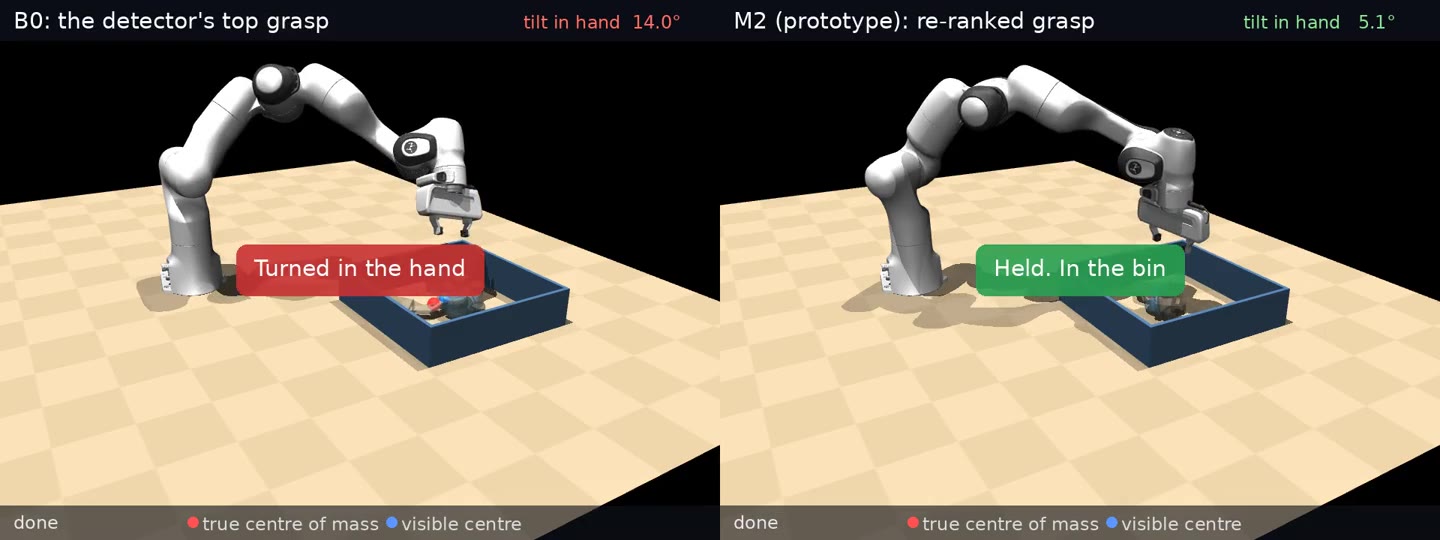 B0: the detector's top grasp
tilt in hand 14.0°
Turned in the hand
done
true centre of mass
visible centre
M2 (prototype): re-ranked grasp
tilt in hand 5.1°
Held. In the bin
done
true centre of mass
visible centre